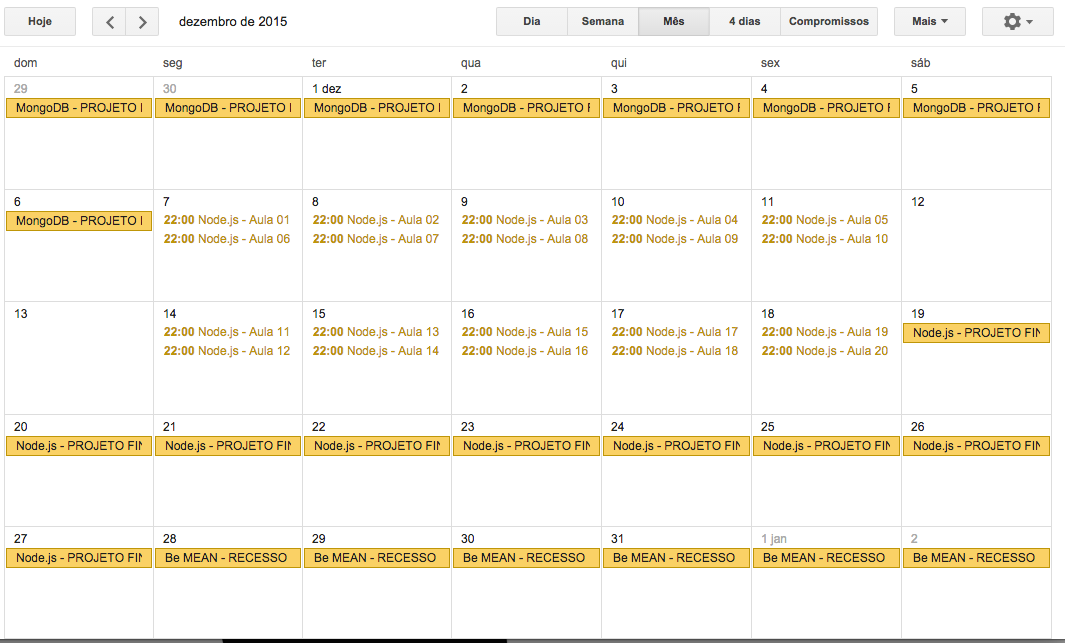 Hoje dezembro de 2015 Dia Semana Mês 4 dias Compromissos Mais
dom seg ter qua qui sex sáb
29 30 1 dez 2 3 4 5
MongoDB - PROJETO MongoDB - PROJETO MongoDB - PROJETO MongoDB - PROJETO MongoDB - PROJETO MongoDB - PROJETO MongoDB - PROJETO
6 7 8 9 10 11 12
MongoDB - PROJETO 22:00 Node.js - Aula 01 22:00 Node.js - Aula 02 22:00 Node.js - Aula 03 22:00 Node.js - Aula 04 22:00 Node.js - Aula 05
22:00 Node.js - Aula 06 22:00 Node.js - Aula 07 22:00 Node.js - Aula 08 22:00 Node.js - Aula 09 22:00 Node.js - Aula 10
13 14 15 16 17 18 19
22:00 Node.js - Aula 11 22:00 Node.js - Aula 13 22:00 Node.js - Aula 15 22:00 Node.js - Aula 17 22:00 Node.js - Aula 19 Node.js - PROJETO FIN
22:00 Node.js - Aula 12 22:00 Node.js - Aula 14 22:00 Node.js - Aula 16 22:00 Node.js - Aula 18 22:00 Node.js - Aula 20
20 21 22 23 24 25 26
Node.js - PROJETO FIN Node.js - PROJETO FIN Node.js - PROJETO FIN Node.js - PROJETO FIN Node.js - PROJETO FIN Node.js - PROJETO FIN Node.js - PROJETO FIN
27 28 29 30 31 1 jan 2
Node.js - PROJETO FIN Be MEAN - RECESSO Be MEAN - RECESSO Be MEAN - RECESSO Be MEAN - RECESSO Be MEAN - RECESSO Be MEAN - RECESSO